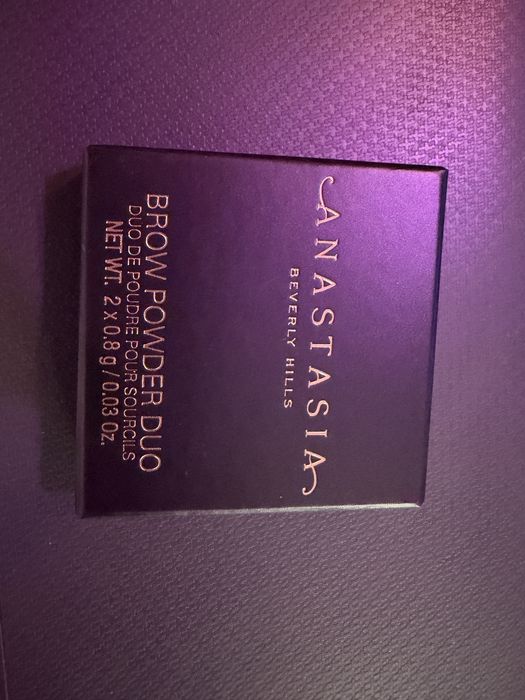 ANASTASIA
BEVERLY HILLS
BROW POWDER DUO
DUO DE POUDRE POUR SOURCILS
NET WT. 2 x 0.8 g / 0.03 Oz.